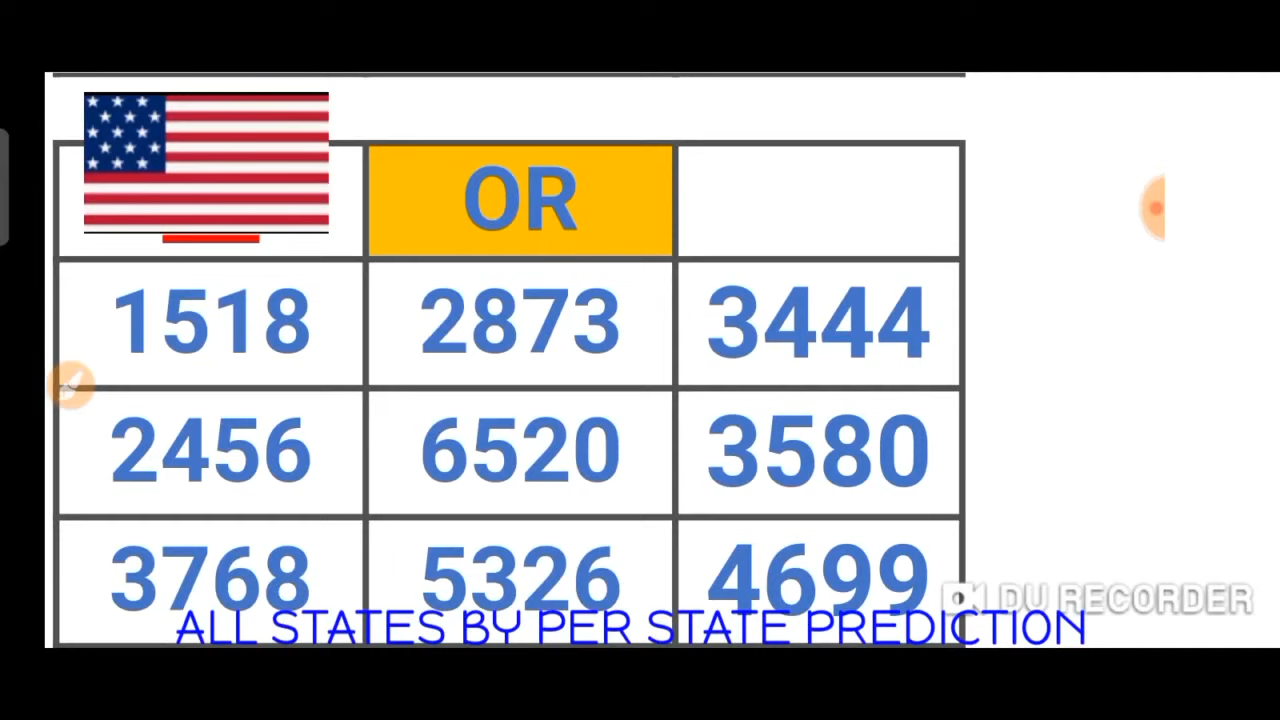 OR
1518 2873 3444
2456 6520 3580
3768 5326 4699
DU RECORDER
ALL STATES BY PER STATE PREDICTION